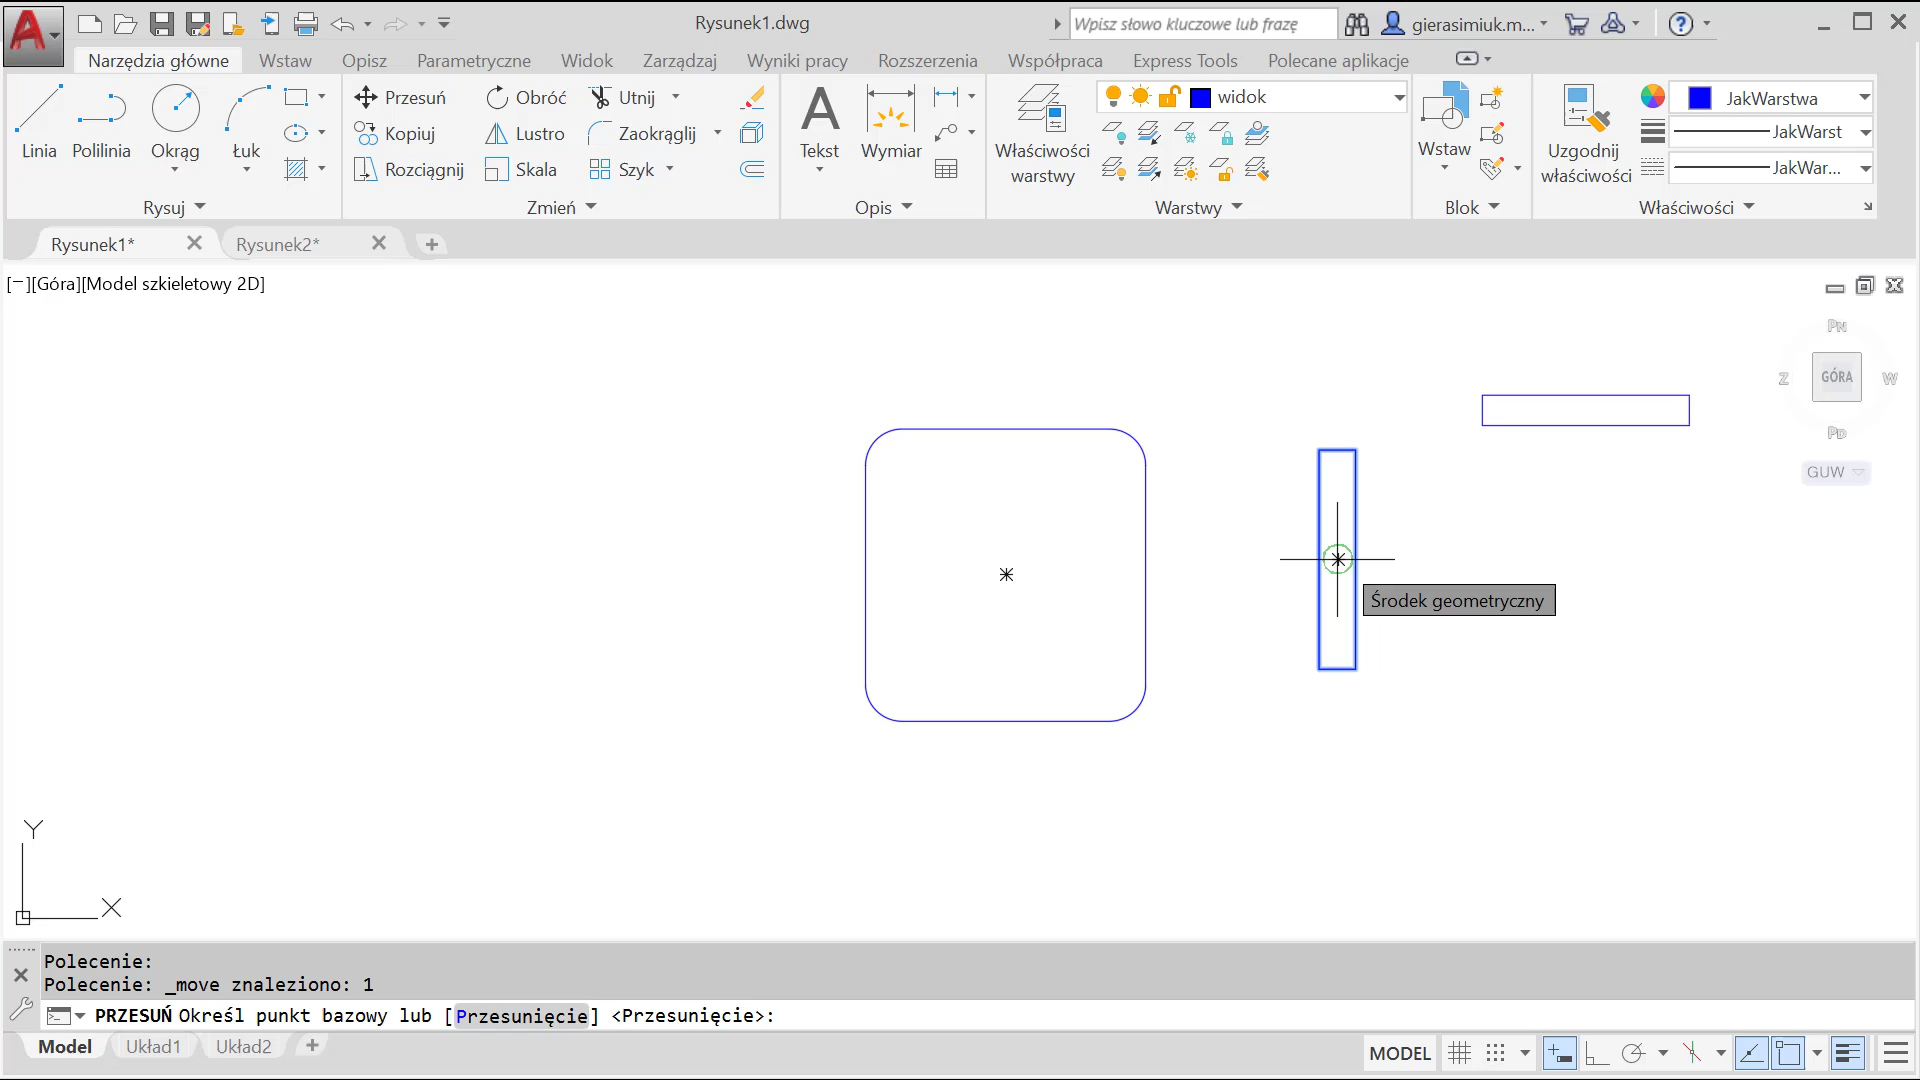 Rysunek1.dwg
Wpisz słowo kluczowe lub frazę
gierasimiuk.m...
Narzędzia główne
Wstaw
Opisz
Parametryczne
Widok
Zarządzaj
Wyniki pracy
Rozszerzenia
Współpraca
Express Tools
Polecane aplikacje
Linia
Polilinia
Okrąg
Łuk
Rysuj
Przesuń
Obróć
Utnij
Kopiuj
Lustro
Zaokrąglij
Rozciągnij
Skala
Szyk
Zmień
Tekst
Wymiar
Opis
Właściwości
warstwy
widok
Warstwy
Wstaw
Blok
Uzgodnij
właściwości
JakWarstwa
JakWarst
JakWar...
Właściwości
Rysunek1*
Rysunek2*
[−][Góra][Model szkieletowy 2D]
PN
Z
GÓRA
W
PD
GUW
Środek geometryczny
Y
X
Polecenie:
Polecenie: _move znaleziono: 1
PRZESUŃ Określ punkt bazowy lub [Przesunięcie] <Przesunięcie>:
Model
Układ1
Układ2
MODEL